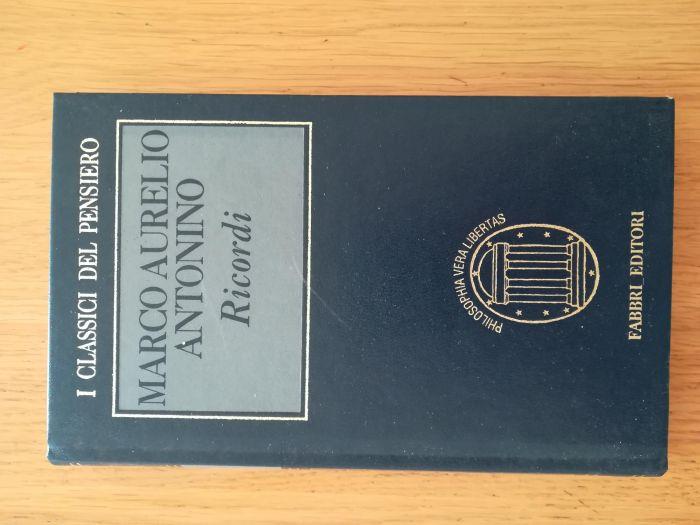 I CLASSICI DEL PENSIERO
MARCO AURELIO
ANTONINO
Ricordi
PHILOSOPHIA VERA LIBERTAS
FABBRI EDITORI